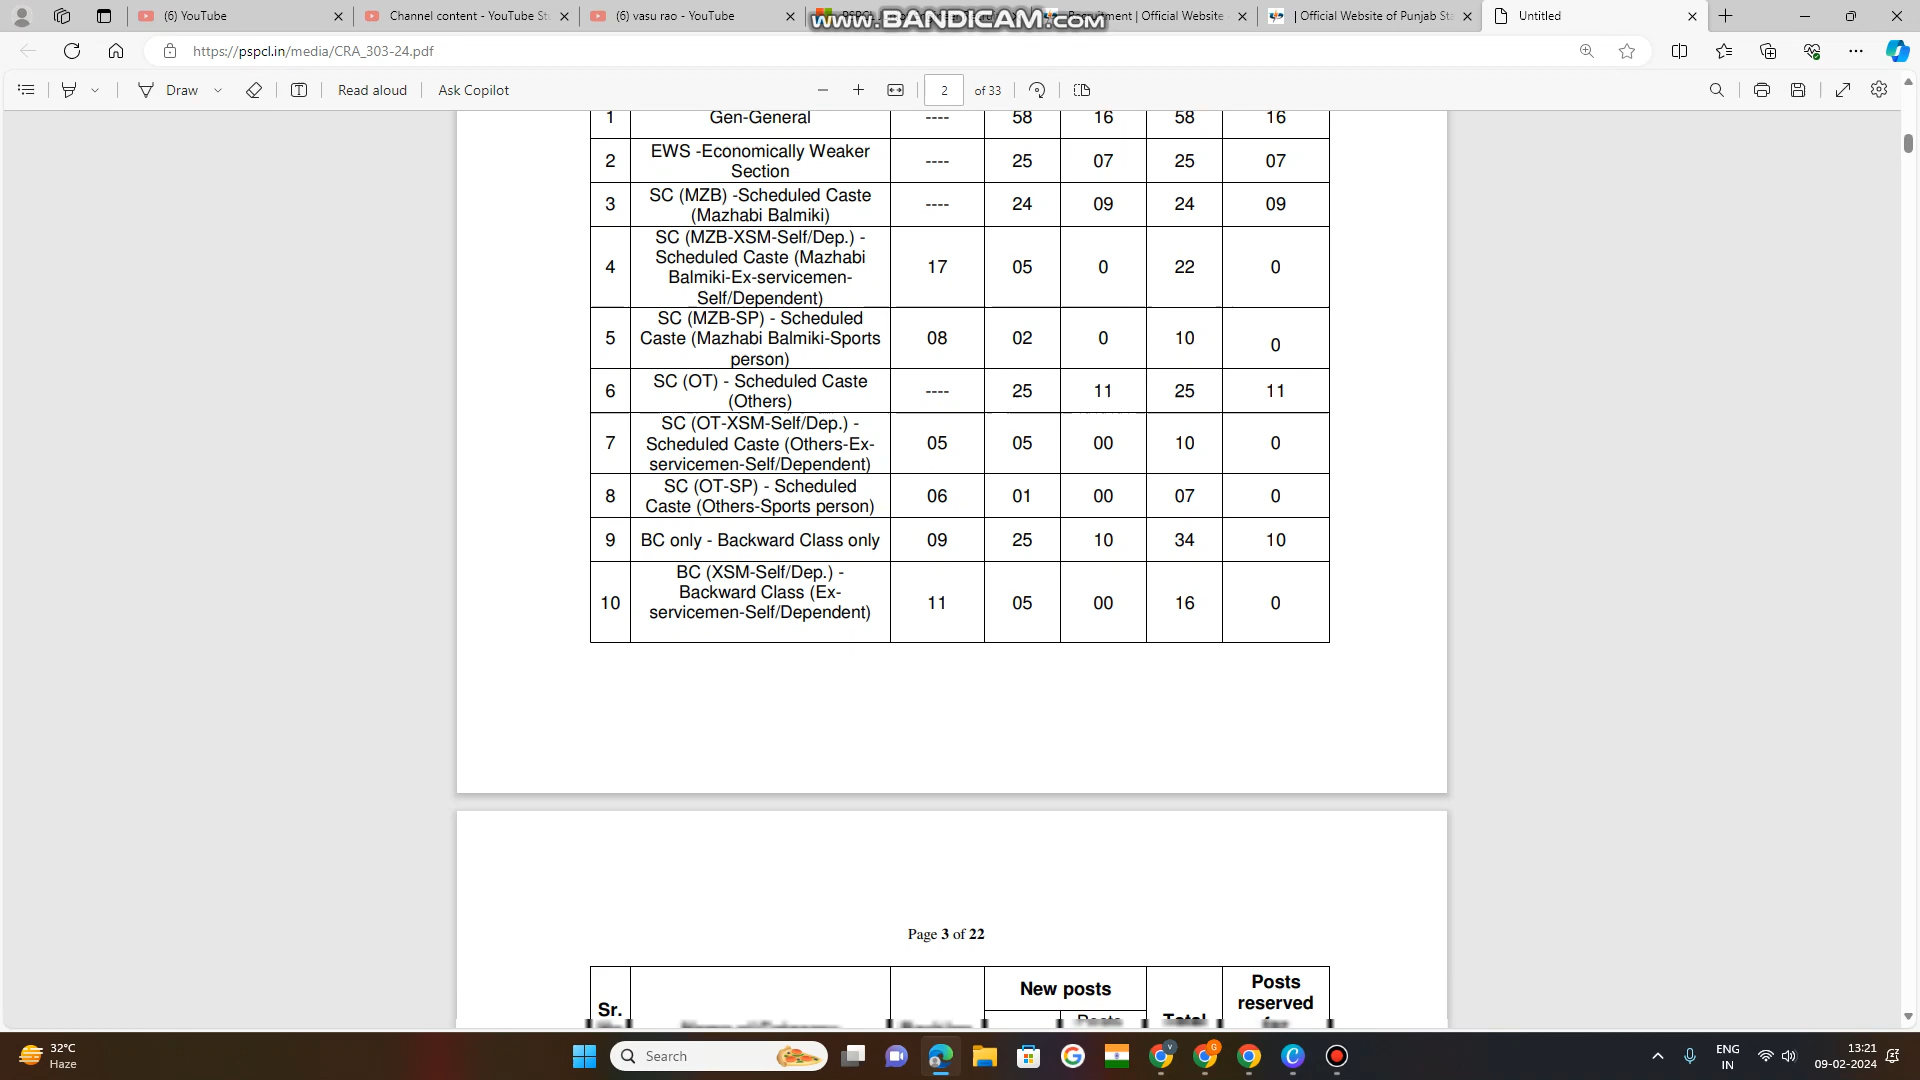 (6) YouTube
Channel content - YouTube St
(6) vasu rao - YouTube
Recruitment | Official Website
| Official Website of Punjab Sta
Untitled
www.BANDICAM.com
https://pspcl.in/media/CRA_303-24.pdf
Draw
Read aloud
Ask Copilot
2 of 33
1 Gen-General ---- 58 16 58 16
2 EWS -Economically Weaker Section ---- 25 07 25 07
3 SC (MZB) -Scheduled Caste (Mazhabi Balmiki) ---- 24 09 24 09
4 SC (MZB-XSM-Self/Dep.) - Scheduled Caste (Mazhabi Balmiki-Ex-servicemen-Self/Dependent) 17 05 0 22 0
5 SC (MZB-SP) - Scheduled Caste (Mazhabi Balmiki-Sports person) 08 02 0 10 0
6 SC (OT) - Scheduled Caste (Others) ---- 25 11 25 11
7 SC (OT-XSM-Self/Dep.) - Scheduled Caste (Others-Ex-servicemen-Self/Dependent) 05 05 00 10 0
8 SC (OT-SP) - Scheduled Caste (Others-Sports person) 06 01 00 07 0
9 BC only - Backward Class only 09 25 10 34 10
10 BC (XSM-Self/Dep.) - Backward Class (Ex-servicemen-Self/Dependent) 11 05 00 16 0
Page 3 of 22
Sr.
New posts
Posts
Total
Posts
reserved
32°C
Haze
Search
ENG
IN
13:21
09-02-2024